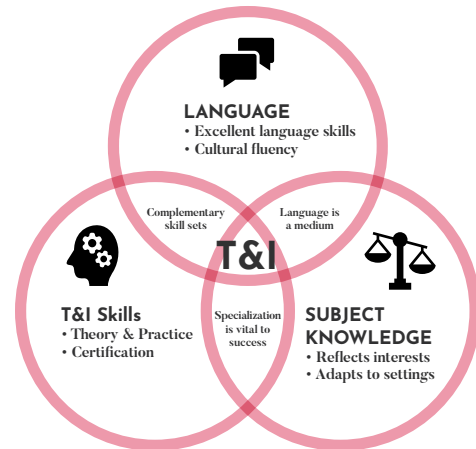 LANGUAGE
• Excellent language skills
• Cultural fluency
Complementary
skill sets
Language is
a medium
T&I
T&I Skills
• Theory & Practice
• Certification
Specialization
is vital to
success
SUBJECT
KNOWLEDGE
• Reflects interests
• Adapts to settings